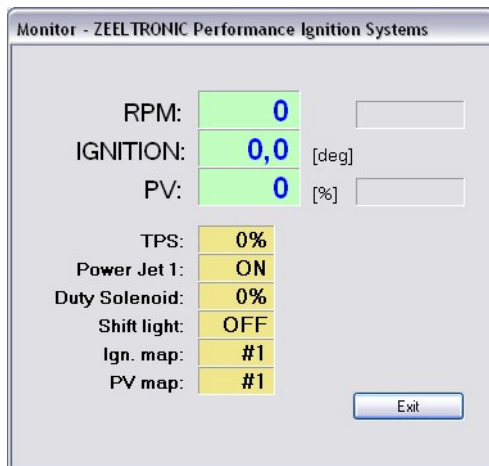 Monitor - ZEELTRONIC Performance Ignition Systems
RPM: 0
IGNITION: 0,0 [deg]
PV: 0 [%]
TPS: 0%
Power Jet 1: ON
Duty Solenoid: 0%
Shift light: OFF
Ign. map: #1
PV map: #1
Exit